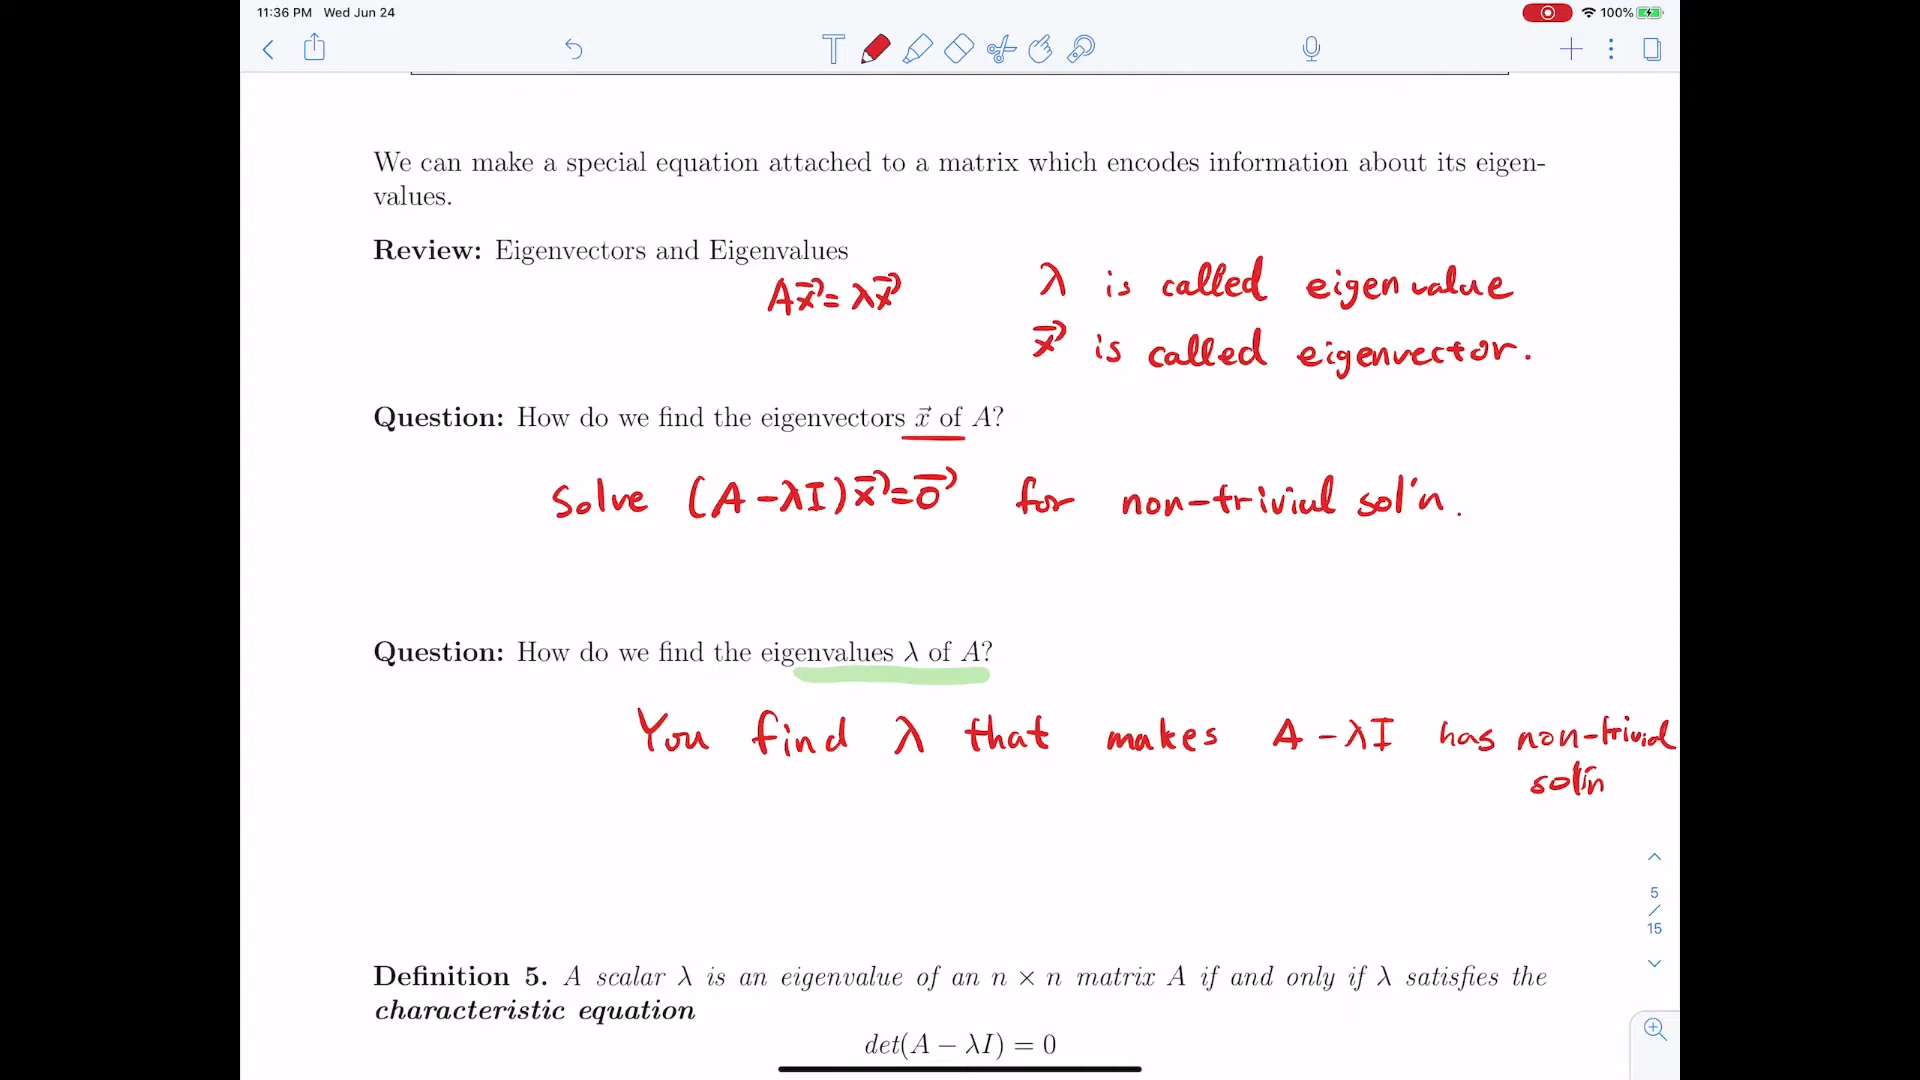 11:36 PM Wed Jun 24
100%
We can make a special equation attached to a matrix which encodes information about its eigen-
values.
Review: Eigenvectors and Eigenvalues
Ax⃗ = λx⃗
λ is called eigenvalue
x⃗ is called eigenvector.
Question: How do we find the eigenvectors x⃗ of A?
Solve (A - λI)x⃗ = 0⃗ for non-trivial sol'n.
Question: How do we find the eigenvalues λ of A?
You find λ that makes A - λI has non-trivial
sol'n
5
/
15
Definition 5. A scalar λ is an eigenvalue of an n × n matrix A if and only if λ satisfies the
characteristic equation
det(A − λI) = 0